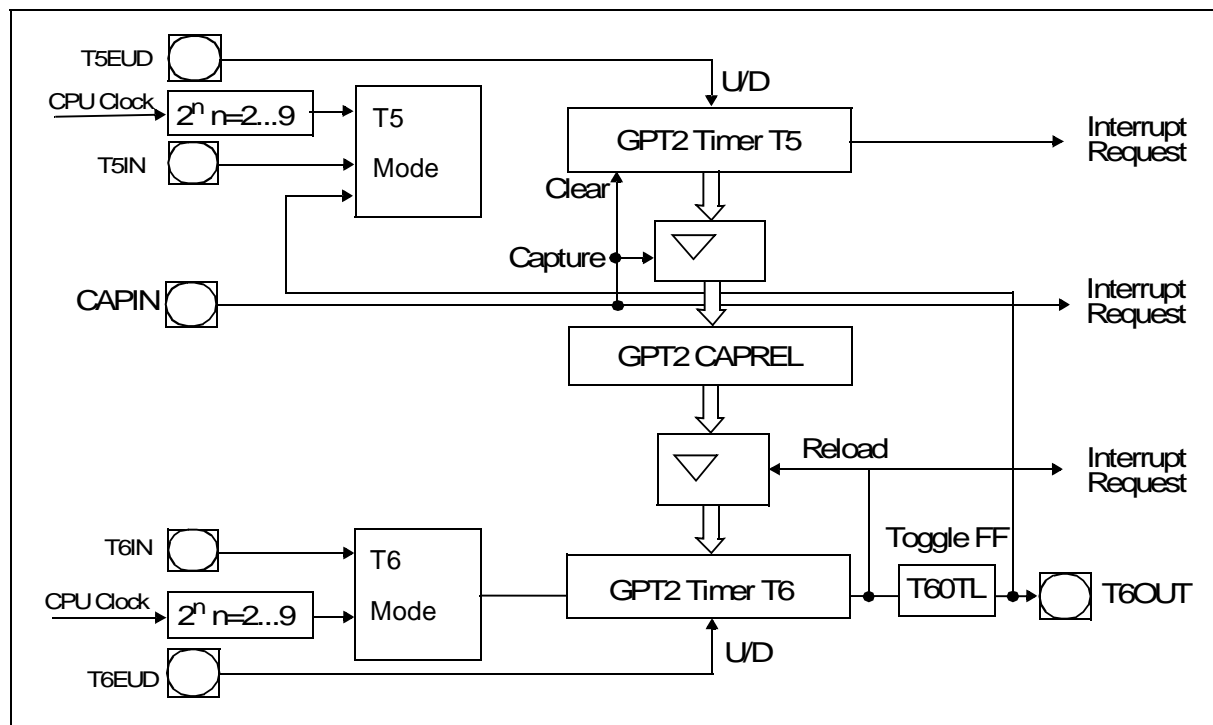 T5EUD
U/D
CPU Clock
2ⁿ n=2...9
T5
Mode
GPT2 Timer T5
Interrupt
Request
T5IN
Clear
Capture
CAPIN
Interrupt
Request
GPT2 CAPREL
Reload
Interrupt
Request
T6IN
T6
Mode
Toggle FF
GPT2 Timer T6
T60TL
T6OUT
CPU Clock
2ⁿ n=2...9
U/D
T6EUD